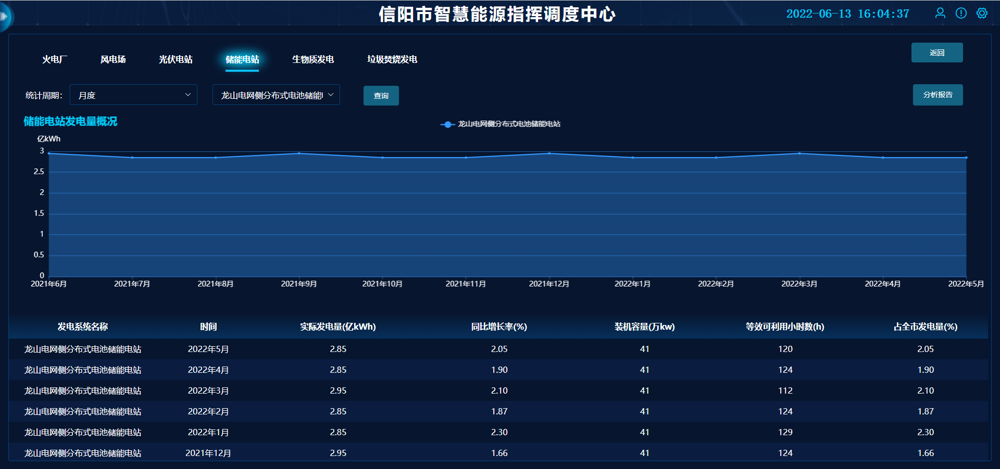 信阳市智慧能源指挥调度中心
2022-06-13 16:04:37
火电厂 风电场 光伏电站 储能电站 生物质发电 垃圾焚烧发电
返回
统计周期： 月度 龙山电网侧分布式电池储能 查询 分析报告
储能电站发电量概况
龙山电网侧分布式电池储能电站
亿kWh
3
2.5
2
1.5
1
0.5
0
2021年6月 2021年7月 2021年8月 2021年9月 2021年10月 2021年11月 2021年12月 2022年1月 2022年2月 2022年3月 2022年4月 2022年5月
发电系统名称 时间 实际发电量(亿kWh) 同比增长率(%) 装机容量(万kw) 等效可利用小时数(h) 占全市发电量(%)
龙山电网侧分布式电池储能电站 2022年5月 2.85 2.05 41 120 2.05
龙山电网侧分布式电池储能电站 2022年4月 2.85 1.90 41 124 1.90
龙山电网侧分布式电池储能电站 2022年3月 2.95 2.10 41 112 2.10
龙山电网侧分布式电池储能电站 2022年2月 2.85 1.87 41 124 1.87
龙山电网侧分布式电池储能电站 2022年1月 2.85 2.30 41 129 2.30
龙山电网侧分布式电池储能电站 2021年12月 2.95 1.66 41 124 1.66